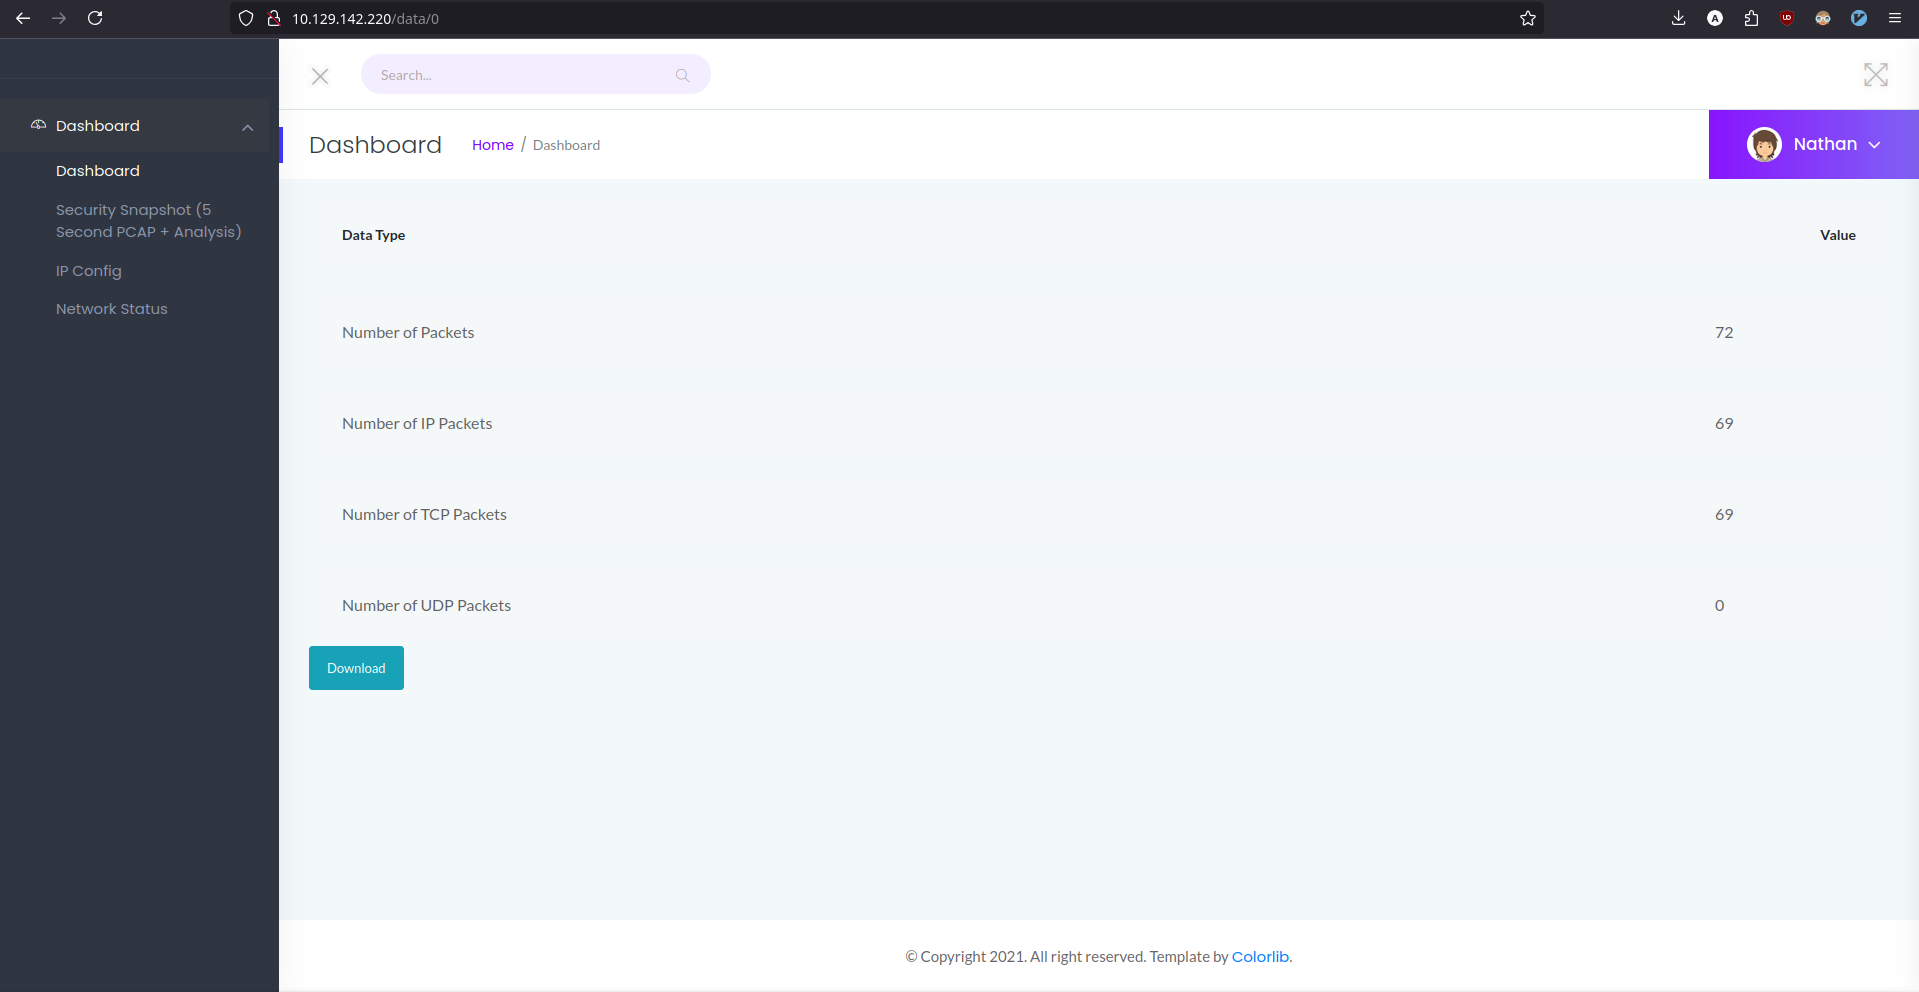 10.129.142.220/data/0
A
UD
Search...
Dashboard
Dashboard
Home / Dashboard
Nathan
Dashboard
Security Snapshot (5
Second PCAP + Analysis)
IP Config
Network Status
Data Type Value
Number of Packets 72
Number of IP Packets 69
Number of TCP Packets 69
Number of UDP Packets 0
Download
© Copyright 2021. All right reserved. Template by Colorlib.